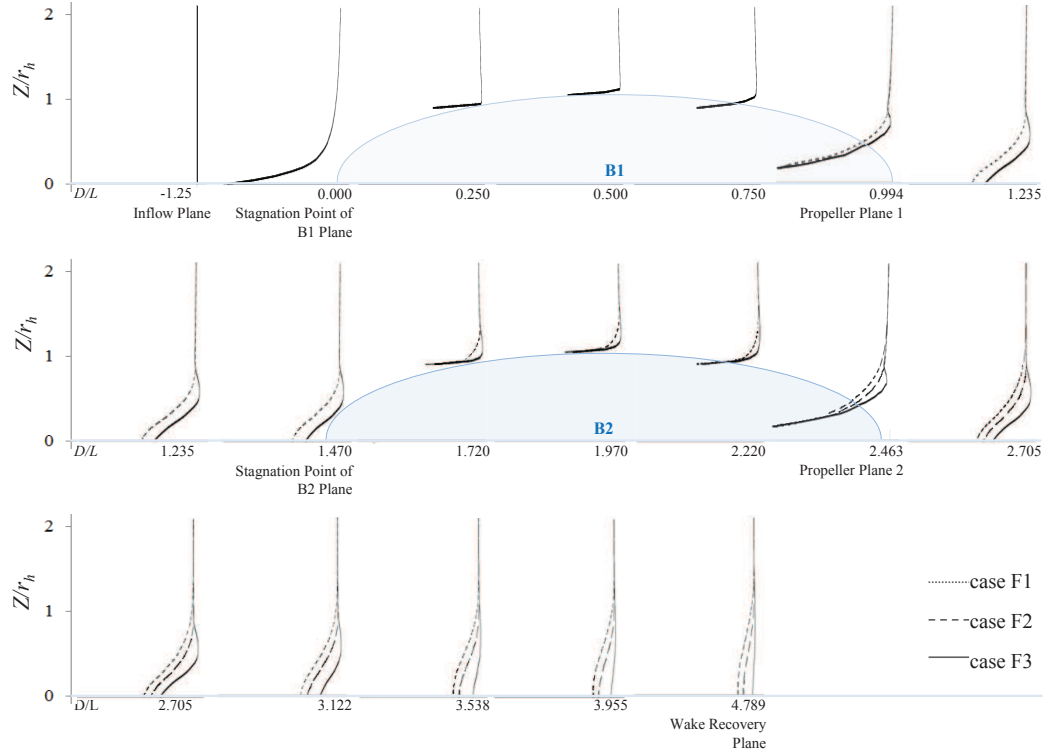 2
Z/rh
1
B1
0
D/L -1.25 0.000 0.250 0.500 0.750 0.994 1.235
Inflow Plane Stagnation Point of Propeller Plane 1
B1 Plane
2
Z/rh
1
B2
0
D/L 1.235 1.470 1.720 1.970 2.220 2.463 2.705
Stagnation Point of Propeller Plane 2
B2 Plane
2
Z/rh
case F1
1
case F2
case F3
0
D/L 2.705 3.122 3.538 3.955 4.789
Wake Recovery
Plane